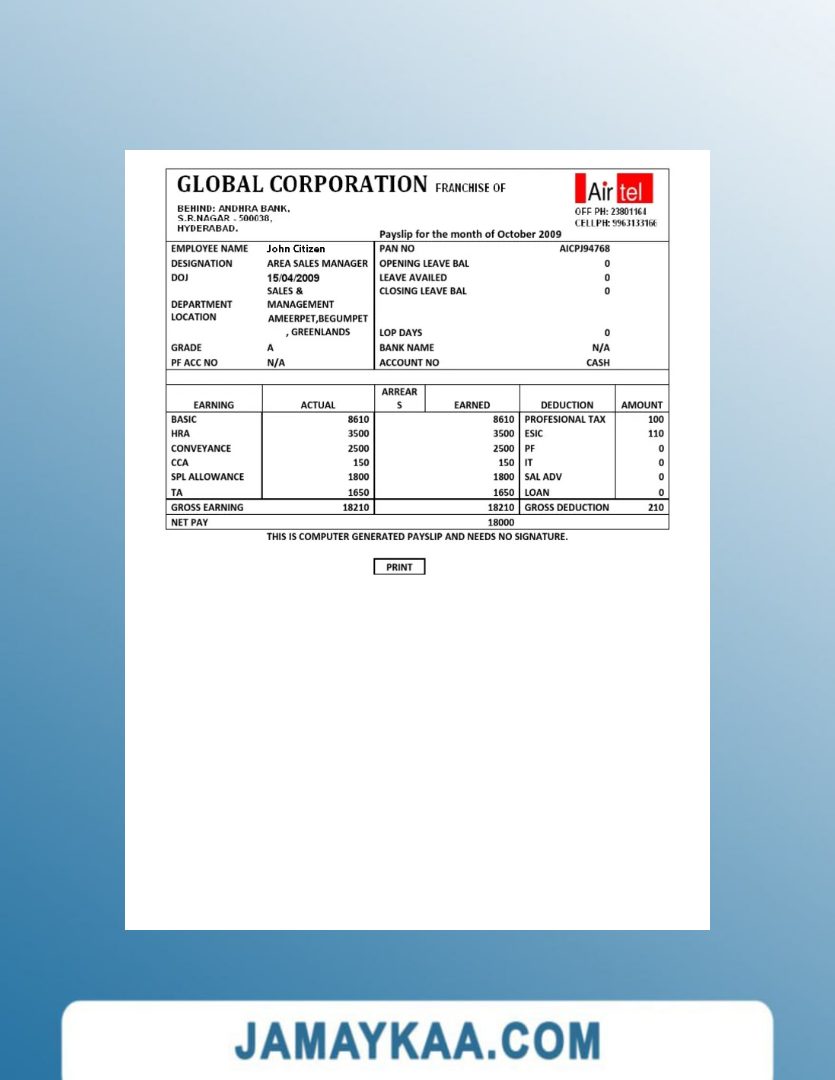 GLOBAL CORPORATION FRANCHISE OF Air tel
BEHIND: ANDHRA BANK,
S.R.NAGAR - 500038,
HYDERABAD.
OFF PH: 23801164
CELLPH: 9963133166
Payslip for the month of October 2009
EMPLOYEE NAME John Citizen PAN NO AICPJ94768
DESIGNATION AREA SALES MANAGER OPENING LEAVE BAL 0
DOJ 15/04/2009 LEAVE AVAILED 0
SALES & CLOSING LEAVE BAL 0
DEPARTMENT MANAGEMENT
LOCATION AMEERPET,BEGUMPET
, GREENLANDS LOP DAYS 0
GRADE A BANK NAME N/A
PF ACC NO N/A ACCOUNT NO CASH
ARREAR
EARNING ACTUAL S EARNED DEDUCTION AMOUNT
BASIC 8610 8610 PROFESIONAL TAX 100
HRA 3500 3500 ESIC 110
CONVEYANCE 2500 2500 PF 0
CCA 150 150 IT 0
SPL ALLOWANCE 1800 1800 SAL ADV 0
TA 1650 1650 LOAN 0
GROSS EARNING 18210 18210 GROSS DEDUCTION 210
NET PAY 18000
THIS IS COMPUTER GENERATED PAYSLIP AND NEEDS NO SIGNATURE.
PRINT
JAMAYKAA.COM